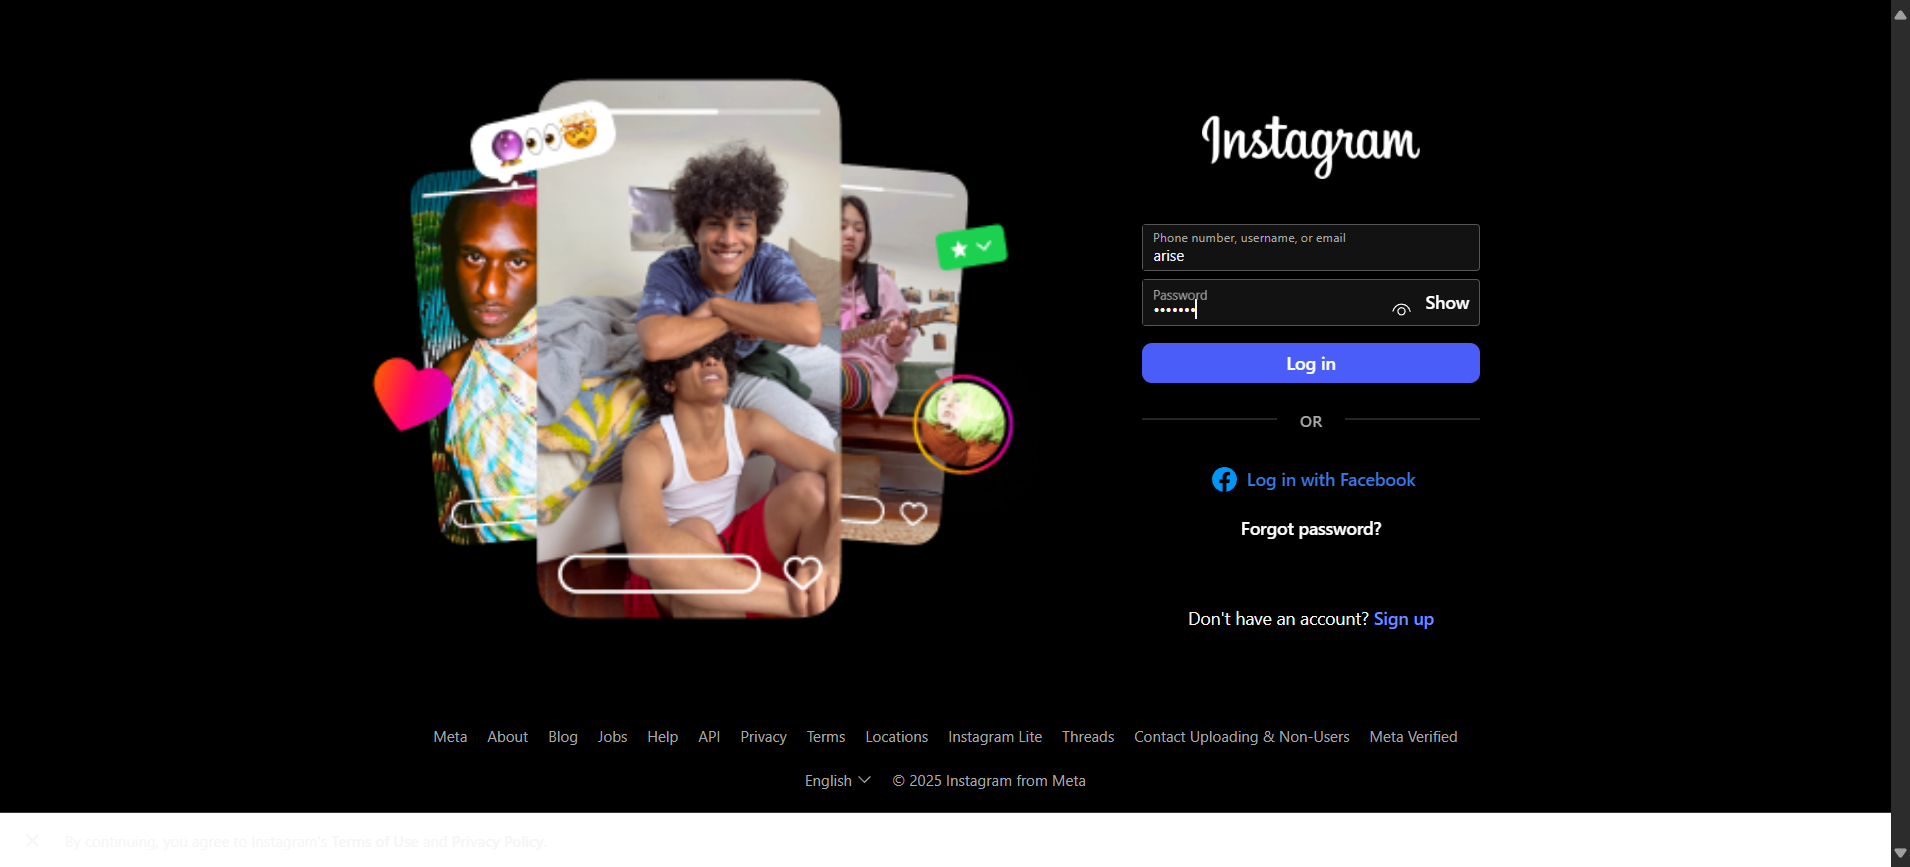 Instagram
Phone number, username, or email
arise
Password
•••••••
Show
Log in
OR
Log in with Facebook
Forgot password?
Don't have an account? Sign up
Meta About Blog Jobs Help API Privacy Terms Locations Instagram Lite Threads Contact Uploading & Non-Users Meta Verified
English © 2025 Instagram from Meta
By continuing, you agree to Instagram's Terms of Use and Privacy Policy.